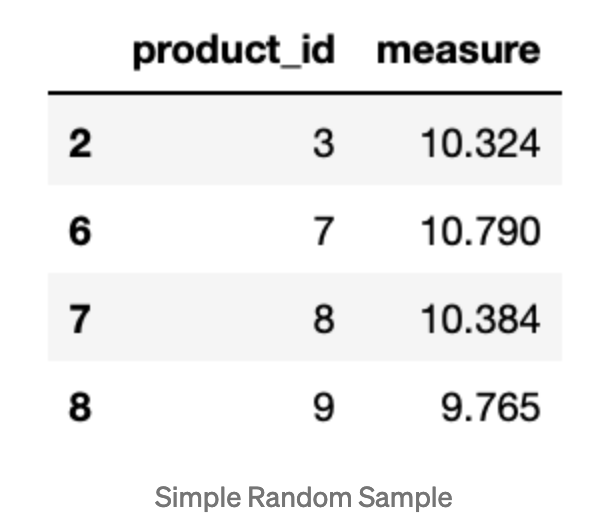 product_id measure
2 3 10.324
6 7 10.790
7 8 10.384
8 9 9.765
Simple Random Sample